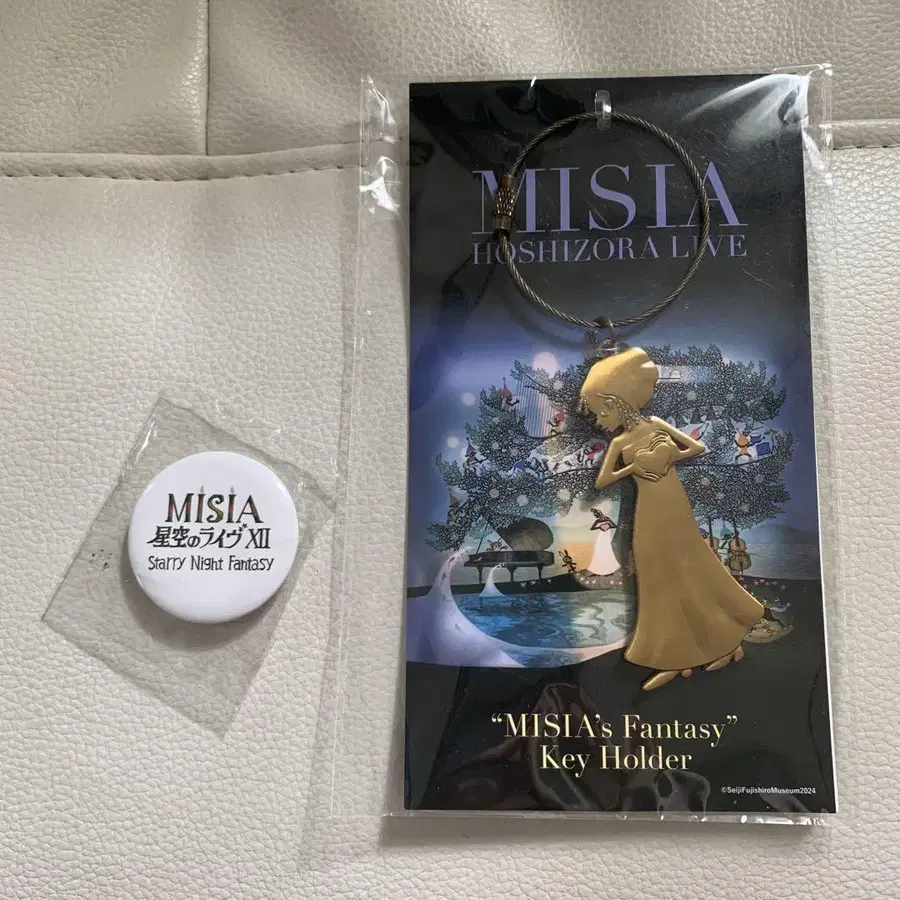 MISIA
HOSHIZORA LIVE
MISIA
星空のライヴXII
Starry Night Fantasy
“MISIA's Fantasy”
Key Holder
©SeijiFujishiroMuseum2024